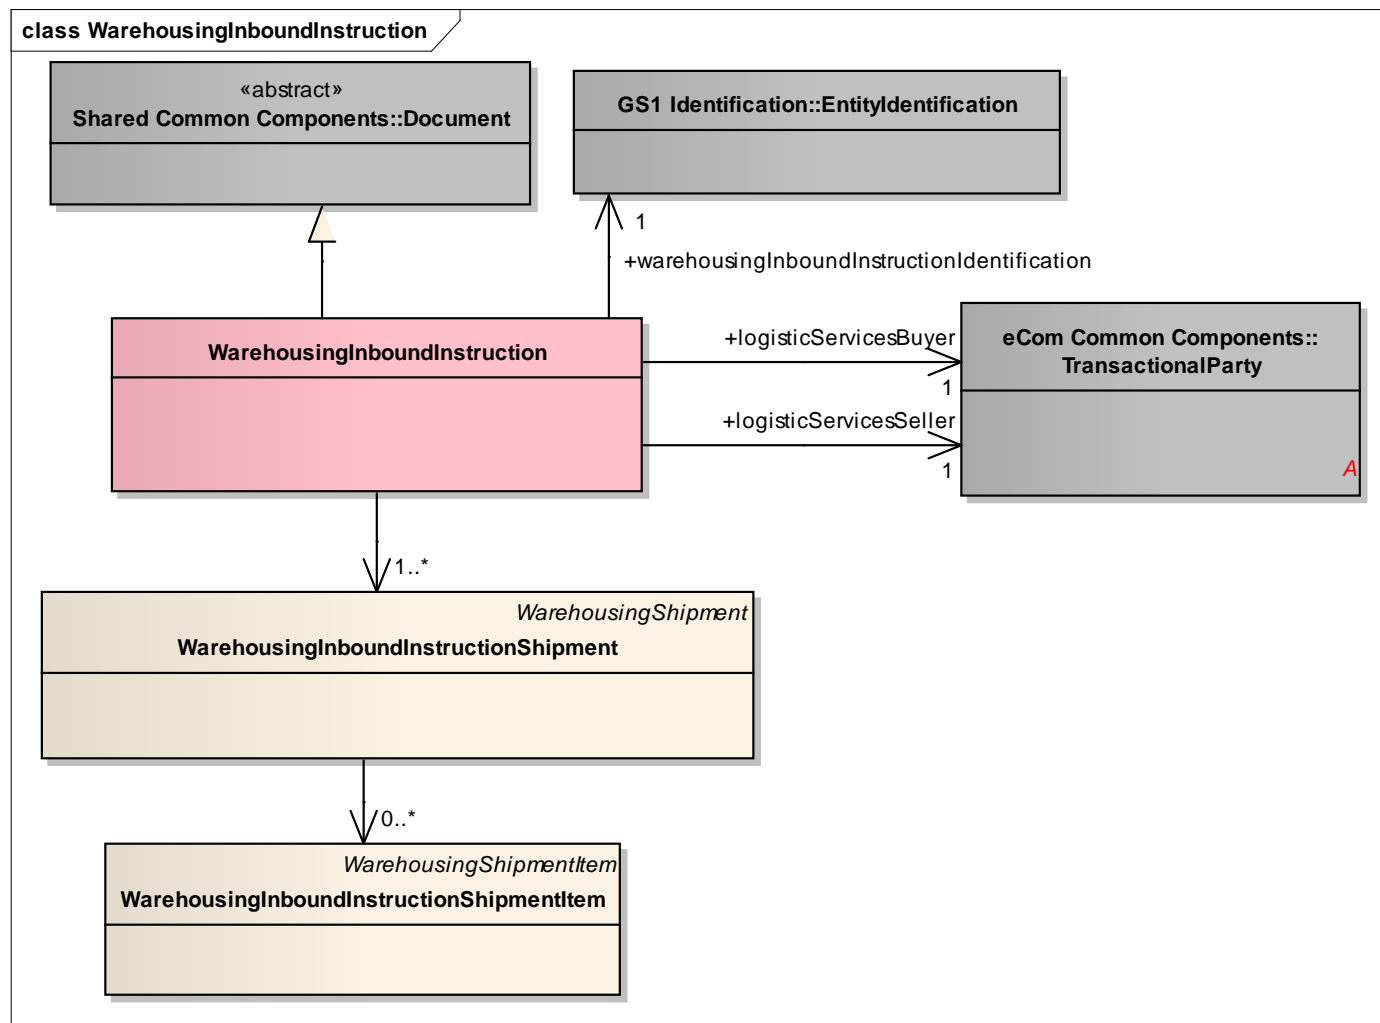 class WarehousingInboundInstruction
«abstract»
Shared Common Components::Document
GS1 Identification::EntityIdentification
1
+warehousingInboundInstructionIdentification
WarehousingInboundInstruction
+logisticServicesBuyer
1
+logisticServicesSeller
1
eCom Common Components::
TransactionalParty
A
1..*
WarehousingShipment
WarehousingInboundInstructionShipment
0..*
WarehousingShipmentItem
WarehousingInboundInstructionShipmentItem